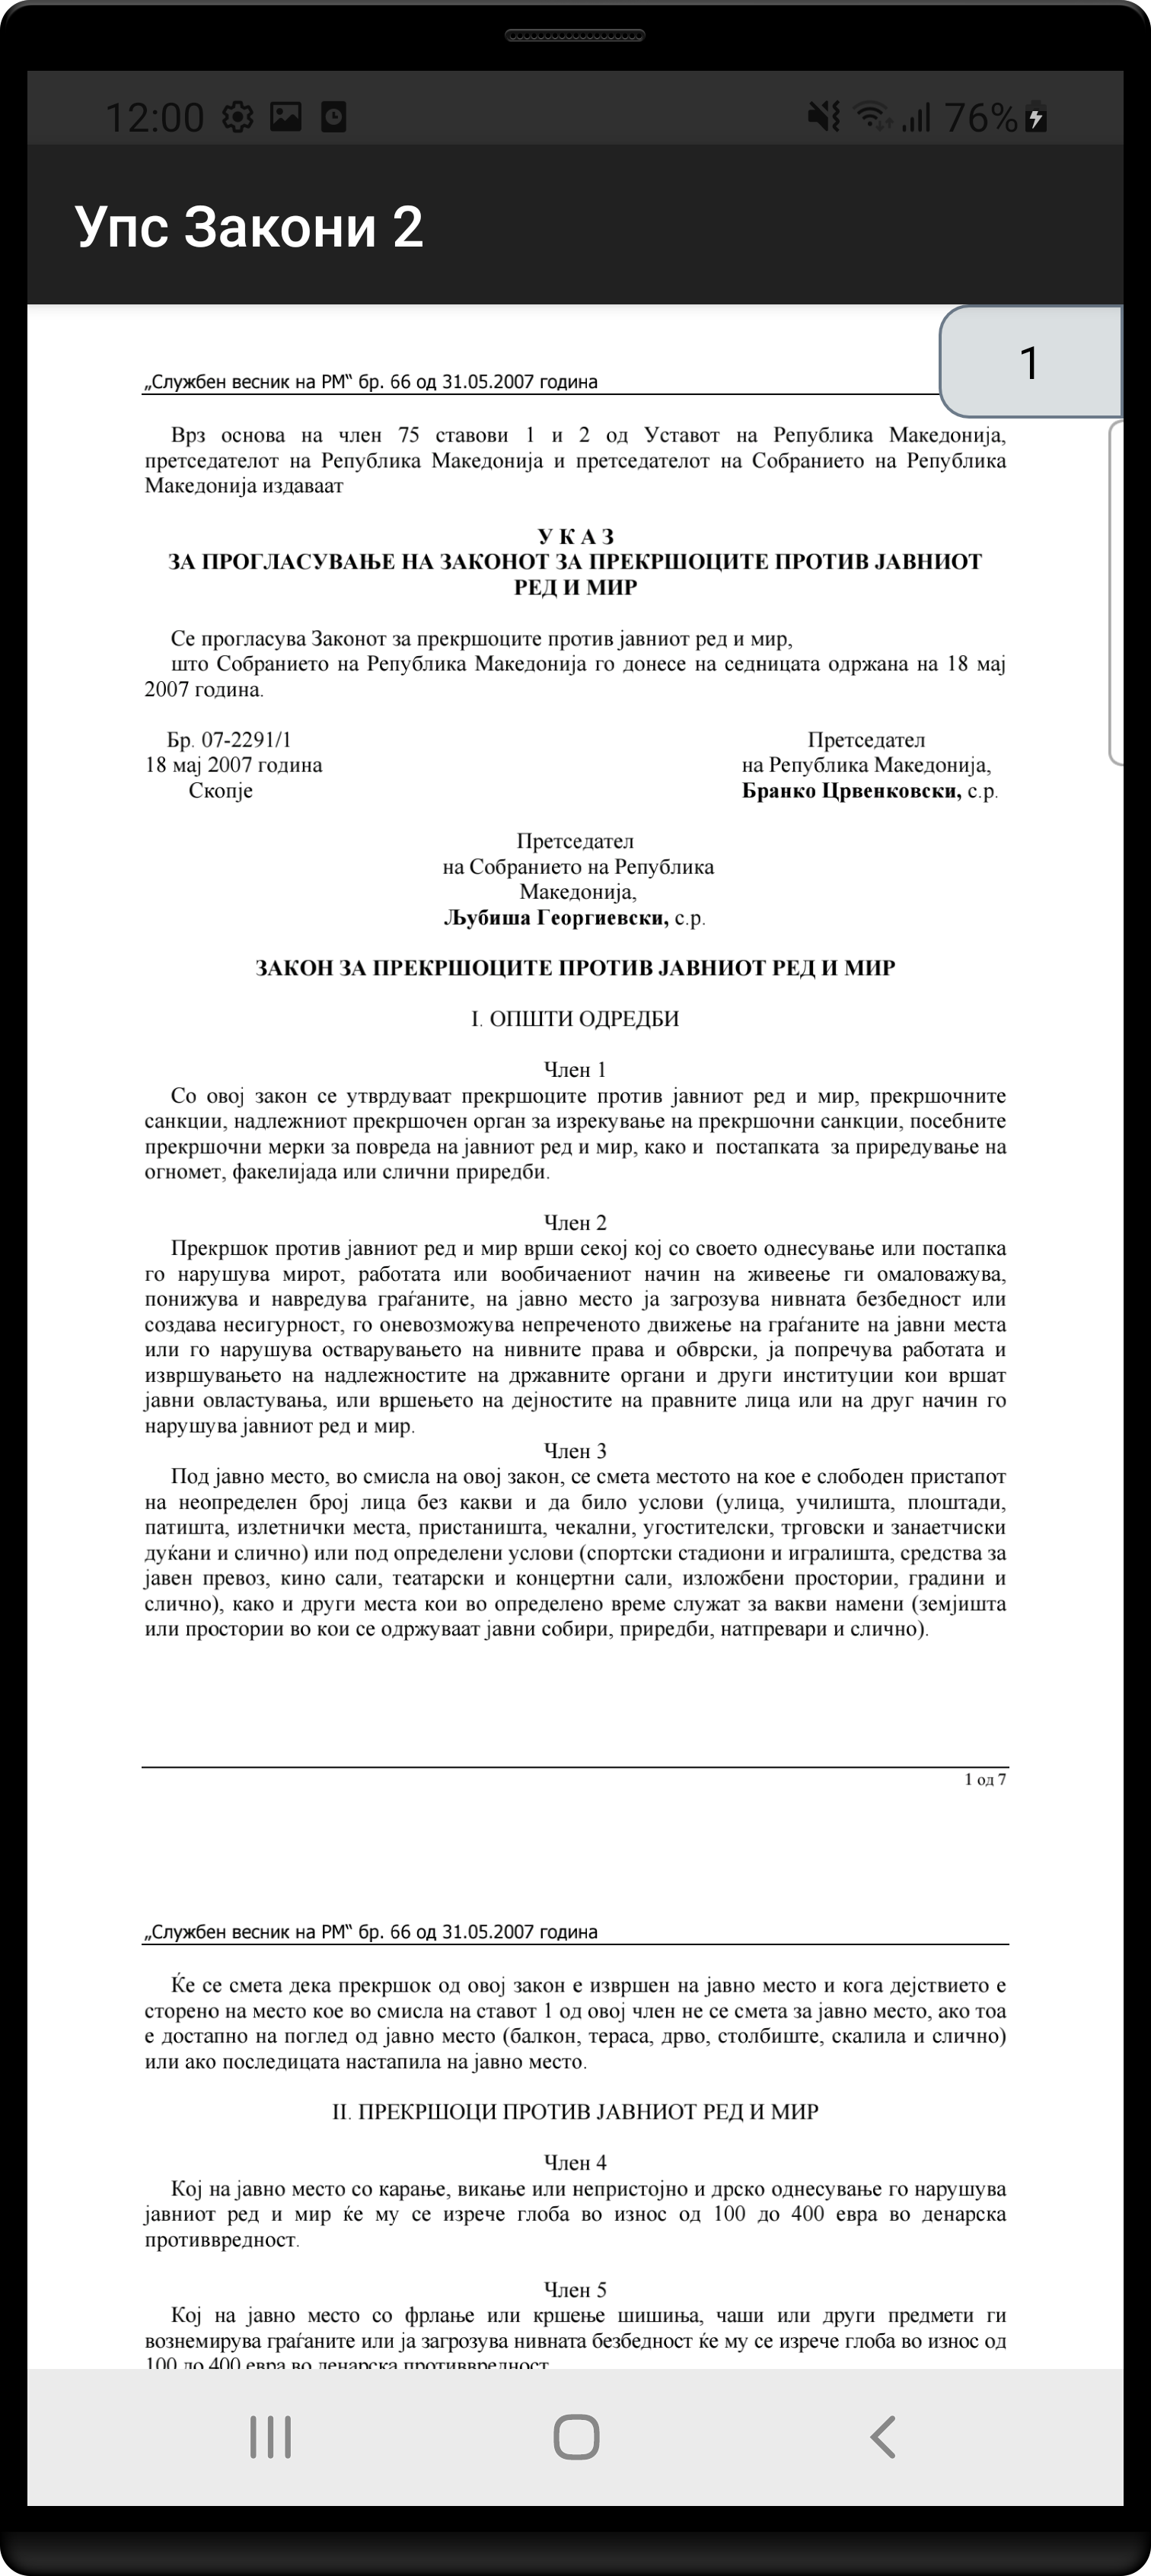 12:00
76%
Упс Закони 2
1
„Службен весник на РМ“ бр. 66 од 31.05.2007 година
Врз основа на член 75 ставови 1 и 2 од Уставот на Република Македонија,
претседателот на Република Македонија и претседателот на Собранието на Република
Македонија издаваат
У К А З
ЗА ПРОГЛАСУВАЊЕ НА ЗАКОНОТ ЗА ПРЕКРШОЦИТЕ ПРОТИВ ЈАВНИОТ
РЕД И МИР
Се прогласува Законот за прекршоците против јавниот ред и мир,
што Собранието на Република Македонија го донесе на седницата одржана на 18 мај
2007 година.
Бр. 07-2291/1 Претседател
18 мај 2007 година на Република Македонија,
Скопје Бранко Црвенковски, с.р.
Претседател
на Собранието на Република
Македонија,
Љубиша Георгиевски, с.р.
ЗАКОН ЗА ПРЕКРШОЦИТЕ ПРОТИВ ЈАВНИОТ РЕД И МИР
I. ОПШТИ ОДРЕДБИ
Член 1
Со овој закон се утврдуваат прекршоците против јавниот ред и мир, прекршочните
санкции, надлежниот прекршочен орган за изрекување на прекршочни санкции, посебните
прекршочни мерки за повреда на јавниот ред и мир, како и постапката за приредување на
огномет, факелијада или слични приредби.
Член 2
Прекршок против јавниот ред и мир врши секој кој со своето однесување или постапка
го нарушува мирот, работата или вообичаениот начин на живеење ги омаловажува,
понижува и навредува граѓаните, на јавно место ја загрозува нивната безбедност или
создава несигурност, го оневозможува непреченото движење на граѓаните на јавни места
или го нарушува остварувањето на нивните права и обврски, ја попречува работата и
извршувањето на надлежностите на државните органи и други институции кои вршат
јавни овластувања, или вршењето на дејностите на правните лица или на друг начин го
нарушува јавниот ред и мир.
Член 3
Под јавно место, во смисла на овој закон, се смета местото на кое е слободен пристапот
на неопределен број лица без какви и да било услови (улица, училишта, плоштади,
патишта, излетнички места, пристаништа, чекални, угостителски, трговски и занаетчиски
дуќани и слично) или под определени услови (спортски стадиони и игралишта, средства за
јавен превоз, кино сали, театарски и концертни сали, изложбени простории, градини и
слично), како и други места кои во определено време служат за вакви намени (земјишта
или простории во кои се одржуваат јавни собири, приредби, натпревари и слично).
1 од 7
„Службен весник на РМ“ бр. 66 од 31.05.2007 година
Ќе се смета дека прекршок од овој закон е извршен на јавно место и кога дејствието е
сторено на место кое во смисла на ставот 1 од овој член не се смета за јавно место, ако тоа
е достапно на поглед од јавно место (балкон, тераса, дрво, столбиште, скалила и слично)
или ако последицата настапила на јавно место.
II. ПРЕКРШОЦИ ПРОТИВ ЈАВНИОТ РЕД И МИР
Член 4
Кој на јавно место со карање, викање или непристојно и дрско однесување го нарушува
јавниот ред и мир ќе му се изрече глоба во износ од 100 до 400 евра во денарска
противвредност.
Член 5
Кој на јавно место со фрлање или кршење шишиња, чаши или други предмети ги
вознемирува граѓаните или ја загрозува нивната безбедност ќе му се изрече глоба во износ од
100 до 400 евра во денарска противвредност